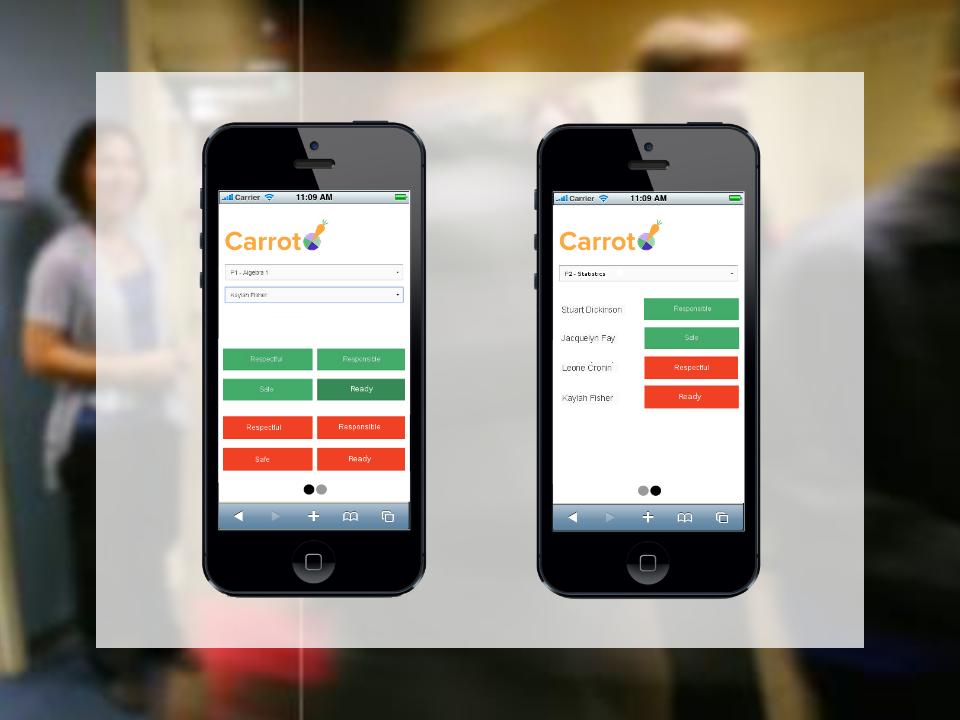 Carrier 11:09 AM
Carrot
P1 - Algebra 1
Kaylah Fisher
Respectful Responsible
Safe Ready
Respectful Responsible
Safe Ready
Carrier 11:09 AM
Carrot
P2 - Statistics
Stuart Dickinson Responsible
Jacquelyn Fay Safe
Leone Cronin Respectful
Kaylah Fisher Ready